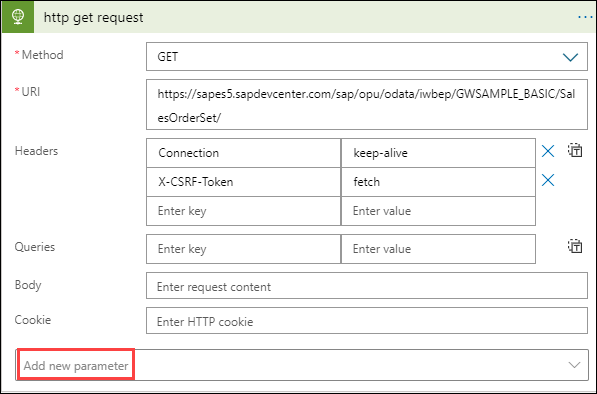 http get request
...
* Method GET
* URI https://sapes5.sapdevcenter.com/sap/opu/odata/iwbep/GWSAMPLE_BASIC/Sal
esOrderSet/
Headers Connection keep-alive
X-CSRF-Token fetch
Enter key Enter value
Queries Enter key Enter value
Body Enter request content
Cookie Enter HTTP cookie
Add new parameter